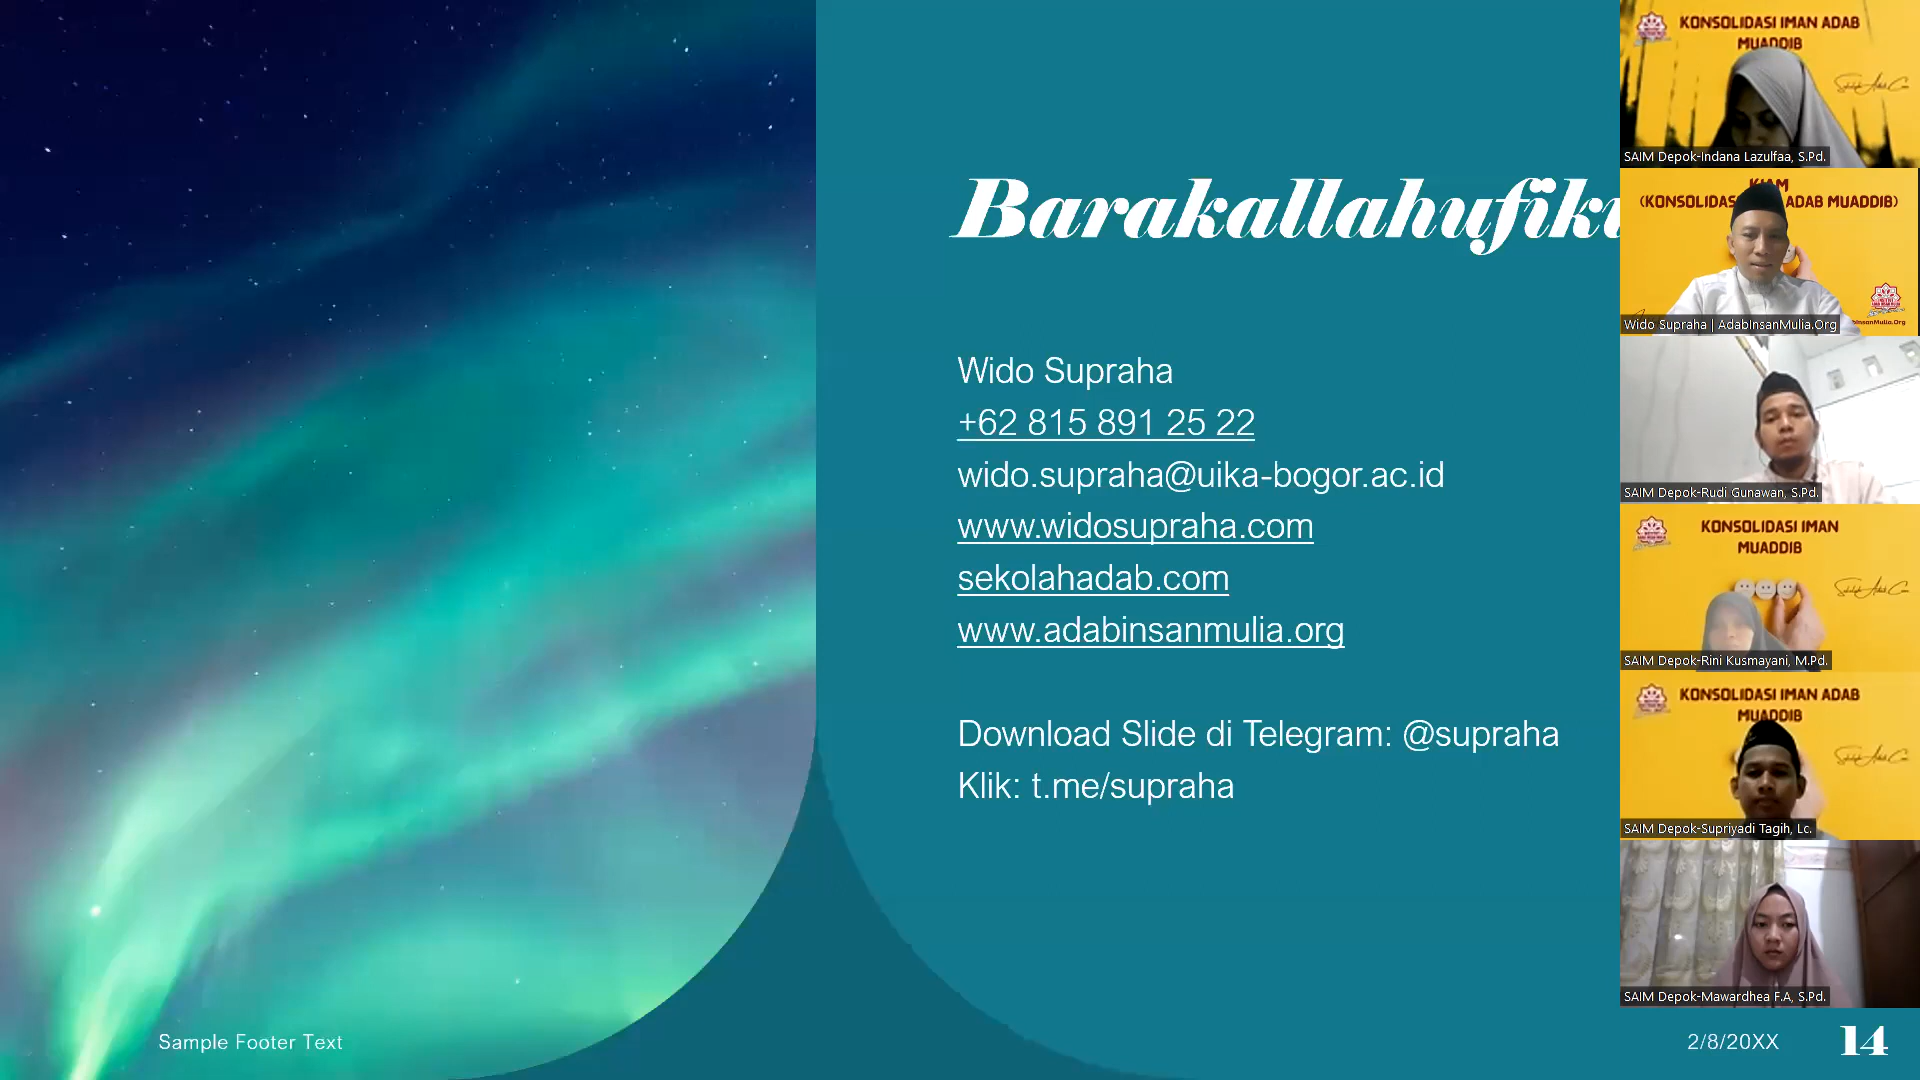 Barakallahufik
Wido Supraha
+62 815 891 25 22
wido.supraha@uika-bogor.ac.id
www.widosupraha.com
sekolahadab.com
www.adabinsanmulia.org
Download Slide di Telegram: @supraha
Klik: t.me/supraha
Sample Footer Text
2/8/20XX
14
KONSOLIDASI IMAN ADAB
MUADDIB
SAIM Depok-Indana Lazulfaa, S.Pd.
(KONSOLIDAS ADAB MUADDIB)
Wido Supraha | AdabInsanMulia.Org
SAIM Depok-Rudi Gunawan, S.Pd.
KONSOLIDASI IMAN
MUADDIB
SAIM Depok-Rini Kusmayani, M.Pd.
KONSOLIDASI IMAN ADAB
MUADDIB
SAIM Depok-Supriyadi Tagih, Lc.
SAIM Depok-Mawardhea F.A, S.Pd.